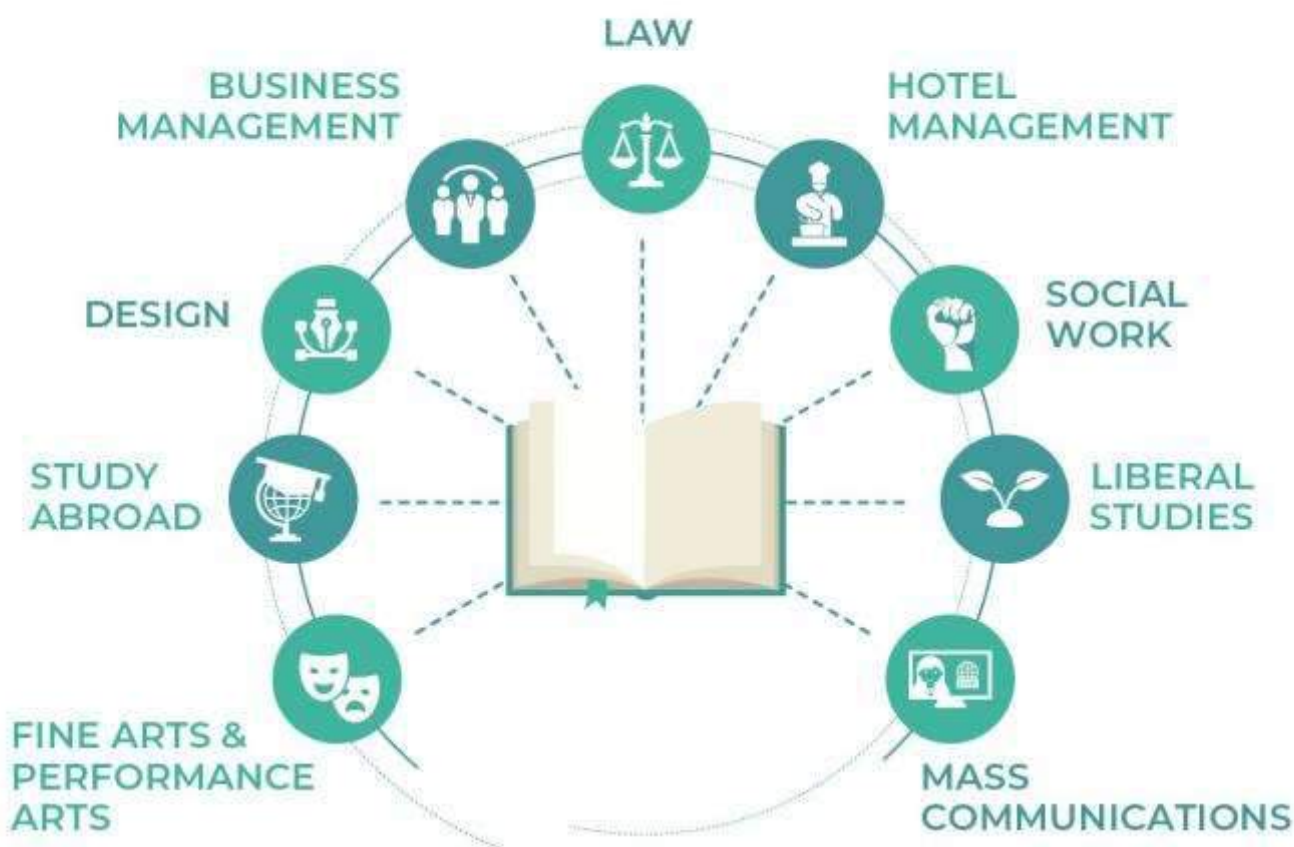 LAW
BUSINESS
MANAGEMENT
HOTEL
MANAGEMENT
DESIGN
SOCIAL
WORK
STUDY
ABROAD
LIBERAL
STUDIES
FINE ARTS &
PERFORMANCE
ARTS
MASS
COMMUNICATIONS